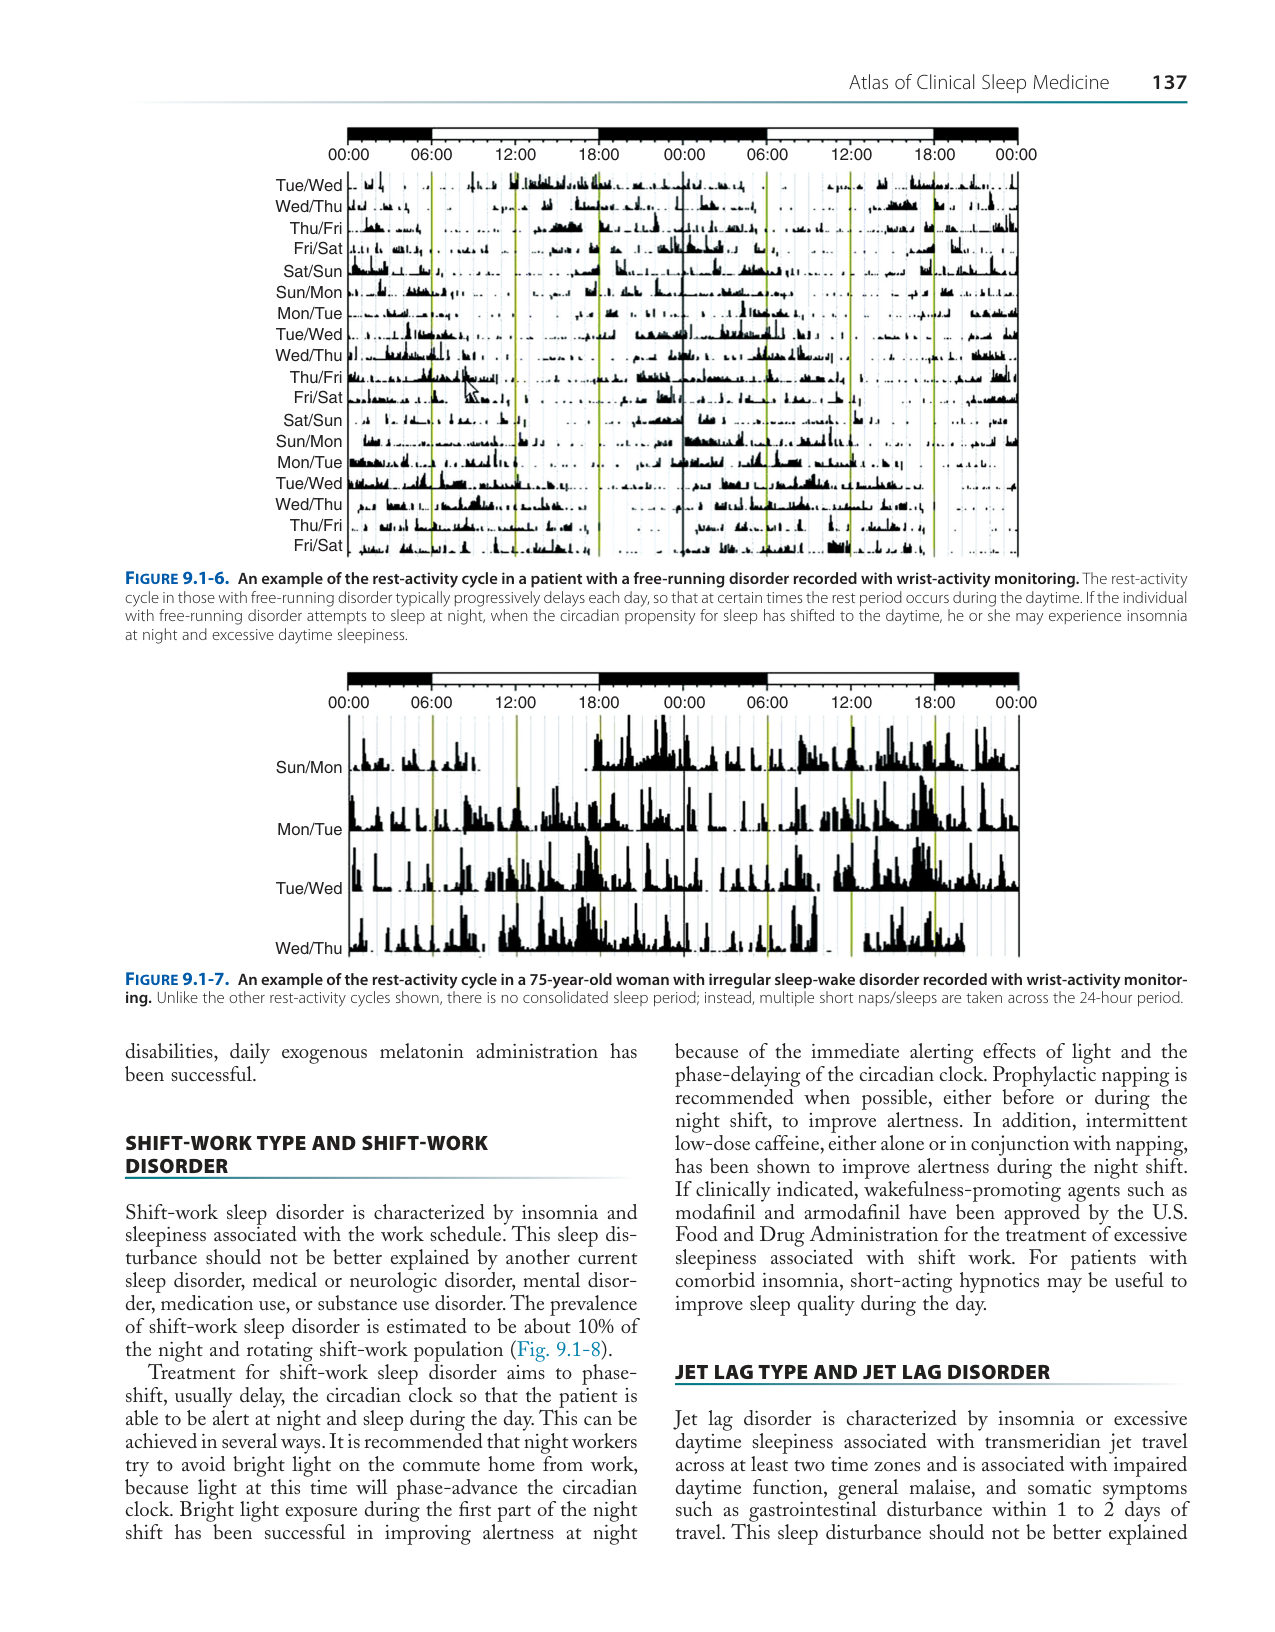 Atlas of Clinical Sleep Medicine 137
00:00 06:00 12:00 18:00 00:00 06:00 12:00 18:00 00:00
Tue/Wed
Wed/Thu
Thu/Fri
Fri/Sat
Sat/Sun
Sun/Mon
Mon/Tue
Tue/Wed
Wed/Thu
Thu/Fri
Fri/Sat
Sat/Sun
Sun/Mon
Mon/Tue
Tue/Wed
Wed/Thu
Thu/Fri
Fri/Sat
FIGURE 9.1-6. An example of the rest-activity cycle in a patient with a free-running disorder recorded with wrist-activity monitoring. The rest-activity
cycle in those with free-running disorder typically progressively delays each day, so that at certain times the rest period occurs during the daytime. If the individual
with free-running disorder attempts to sleep at night, when the circadian propensity for sleep has shifted to the daytime, he or she may experience insomnia
at night and excessive daytime sleepiness.
00:00 06:00 12:00 18:00 00:00 06:00 12:00 18:00 00:00
Sun/Mon
Mon/Tue
Tue/Wed
Wed/Thu
FIGURE 9.1-7. An example of the rest-activity cycle in a 75-year-old woman with irregular sleep-wake disorder recorded with wrist-activity monitor-
ing. Unlike the other rest-activity cycles shown, there is no consolidated sleep period; instead, multiple short naps/sleeps are taken across the 24-hour period.
disabilities, daily exogenous melatonin administration has
been successful.
SHIFT-WORK TYPE AND SHIFT-WORK
DISORDER
Shift-work sleep disorder is characterized by insomnia and
sleepiness associated with the work schedule. This sleep dis-
turbance should not be better explained by another current
sleep disorder, medical or neurologic disorder, mental disor-
der, medication use, or substance use disorder. The prevalence
of shift-work sleep disorder is estimated to be about 10% of
the night and rotating shift-work population (Fig. 9.1-8).
Treatment for shift-work sleep disorder aims to phase-
shift, usually delay, the circadian clock so that the patient is
able to be alert at night and sleep during the day. This can be
achieved in several ways. It is recommended that night workers
try to avoid bright light on the commute home from work,
because light at this time will phase-advance the circadian
clock. Bright light exposure during the first part of the night
shift has been successful in improving alertness at night
because of the immediate alerting effects of light and the
phase-delaying of the circadian clock. Prophylactic napping is
recommended when possible, either before or during the
night shift, to improve alertness. In addition, intermittent
low-dose caffeine, either alone or in conjunction with napping,
has been shown to improve alertness during the night shift.
If clinically indicated, wakefulness-promoting agents such as
modafinil and armodafinil have been approved by the U.S.
Food and Drug Administration for the treatment of excessive
sleepiness associated with shift work. For patients with
comorbid insomnia, short-acting hypnotics may be useful to
improve sleep quality during the day.
JET LAG TYPE AND JET LAG DISORDER
Jet lag disorder is characterized by insomnia or excessive
daytime sleepiness associated with transmeridian jet travel
across at least two time zones and is associated with impaired
daytime function, general malaise, and somatic symptoms
such as gastrointestinal disturbance within 1 to 2 days of
travel. This sleep disturbance should not be better explained